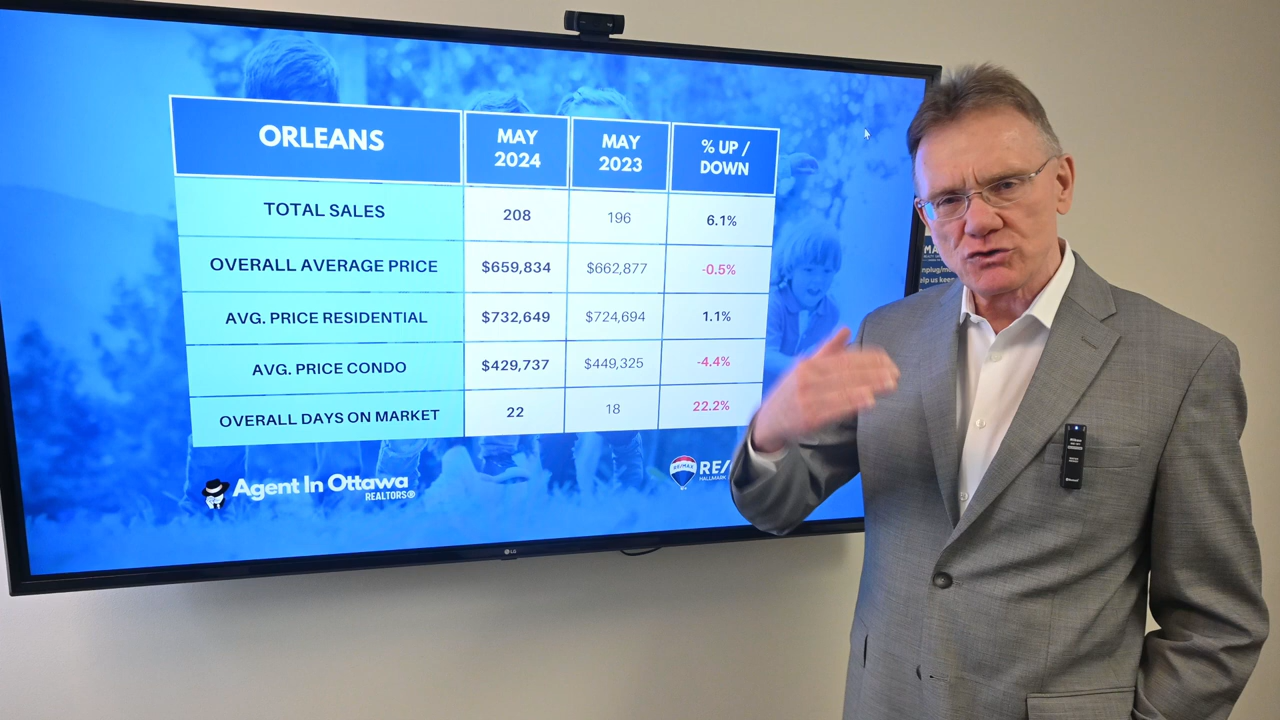 ORLEANS
MAY
2024
MAY
2023
% UP /
DOWN
TOTAL SALES 208 196 6.1%
OVERALL AVERAGE PRICE $659,834 $662,877 -0.5%
AVG. PRICE RESIDENTIAL $732,649 $724,694 1.1%
AVG. PRICE CONDO $429,737 $449,325 -4.4%
OVERALL DAYS ON MARKET 22 18 22.2%
Agent In Ottawa
REALTORS®
RE/MAX
RE/
HALLMARK
LG